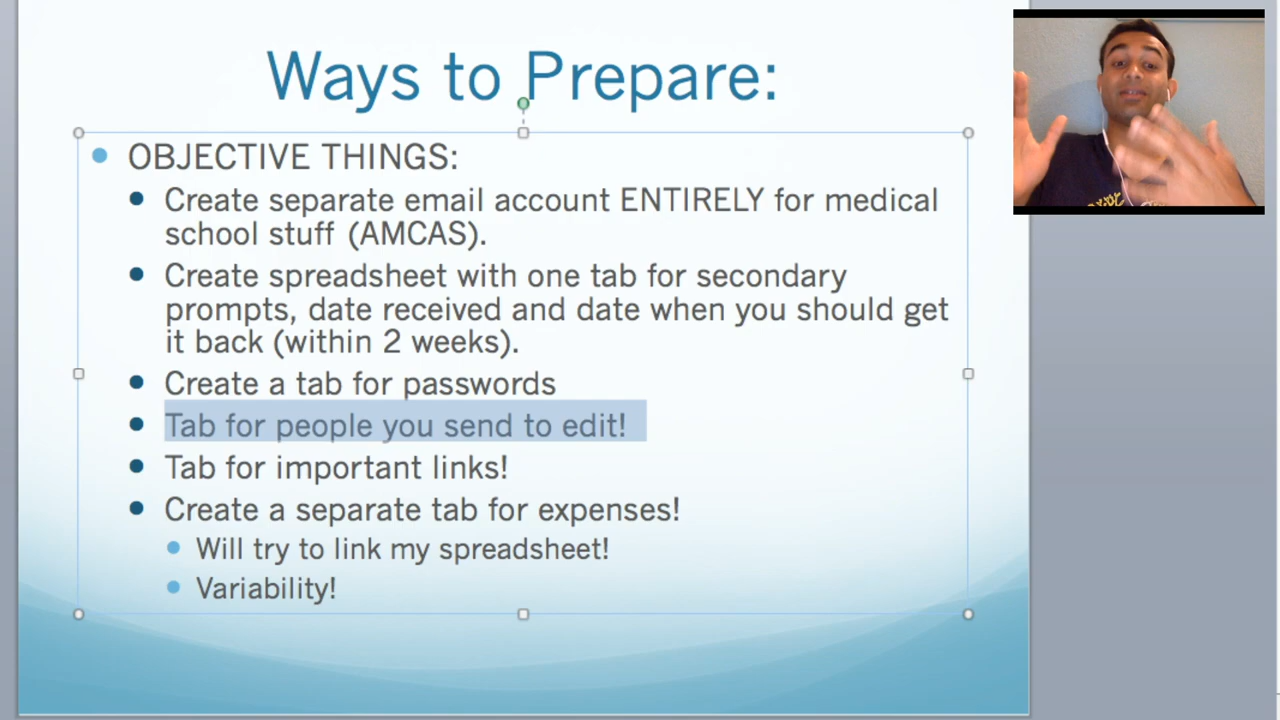 Ways to Prepare:
OBJECTIVE THINGS:
Create separate email account ENTIRELY for medical
school stuff (AMCAS).
Create spreadsheet with one tab for secondary
prompts, date received and date when you should get
it back (within 2 weeks).
Create a tab for passwords
Tab for people you send to edit!
Tab for important links!
Create a separate tab for expenses!
Will try to link my spreadsheet!
Variability!